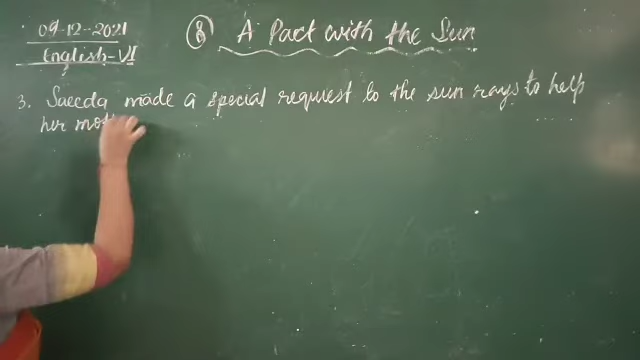 09-12-2021
English-VI
⑧ A Pact with the Sun
3. Saeeda made a special request to the sun rays to help
her mot